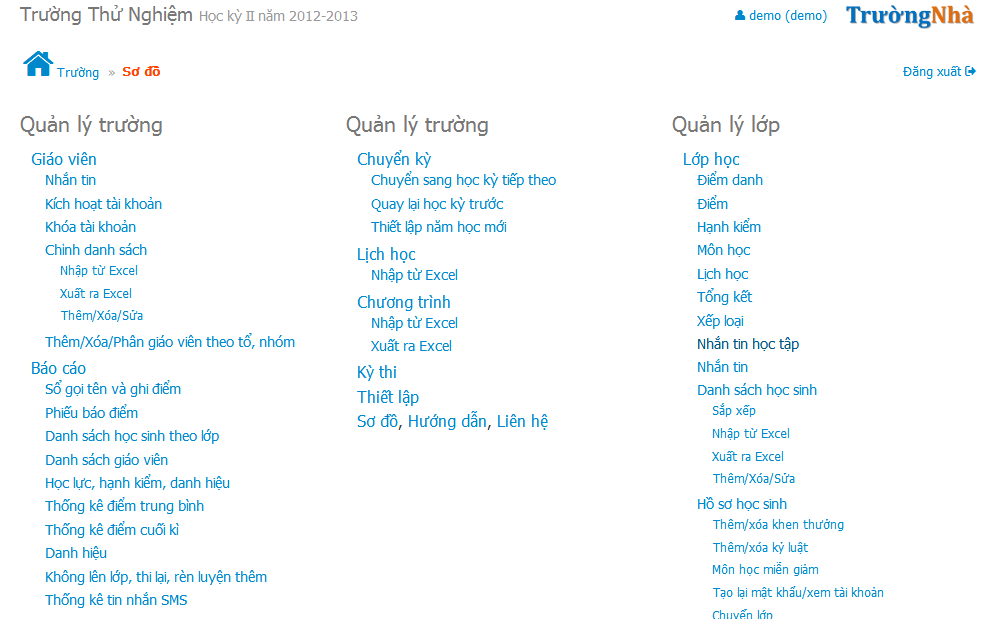 Trường Thử Nghiệm Học kỳ II năm 2012-2013
demo (demo)
TrườngNhà
Trường » Sơ đồ
Đăng xuất
Quản lý trường
Giáo viên
Nhắn tin
Kích hoạt tài khoản
Khóa tài khoản
Chỉnh danh sách
Nhập từ Excel
Xuất ra Excel
Thêm/Xóa/Sửa
Thêm/Xóa/Phân giáo viên theo tổ, nhóm
Báo cáo
Sổ gọi tên và ghi điểm
Phiếu báo điểm
Danh sách học sinh theo lớp
Danh sách giáo viên
Học lực, hạnh kiểm, danh hiệu
Thống kê điểm trung bình
Thống kê điểm cuối kì
Danh hiệu
Không lên lớp, thi lại, rèn luyện thêm
Thống kê tin nhắn SMS
Quản lý trường
Chuyển kỳ
Chuyển sang học kỳ tiếp theo
Quay lại học kỳ trước
Thiết lập năm học mới
Lịch học
Nhập từ Excel
Chương trình
Nhập từ Excel
Xuất ra Excel
Kỳ thi
Thiết lập
Sơ đồ, Hướng dẫn, Liên hệ
Quản lý lớp
Lớp học
Điểm danh
Điểm
Hạnh kiểm
Môn học
Lịch học
Tổng kết
Xếp loại
Nhắn tin học tập
Nhắn tin
Danh sách học sinh
Sắp xếp
Nhập từ Excel
Xuất ra Excel
Thêm/Xóa/Sửa
Hồ sơ học sinh
Thêm/xóa khen thưởng
Thêm/xóa kỷ luật
Môn học miễn giảm
Tạo lại mật khẩu/xem tài khoản
Chuyển lớp